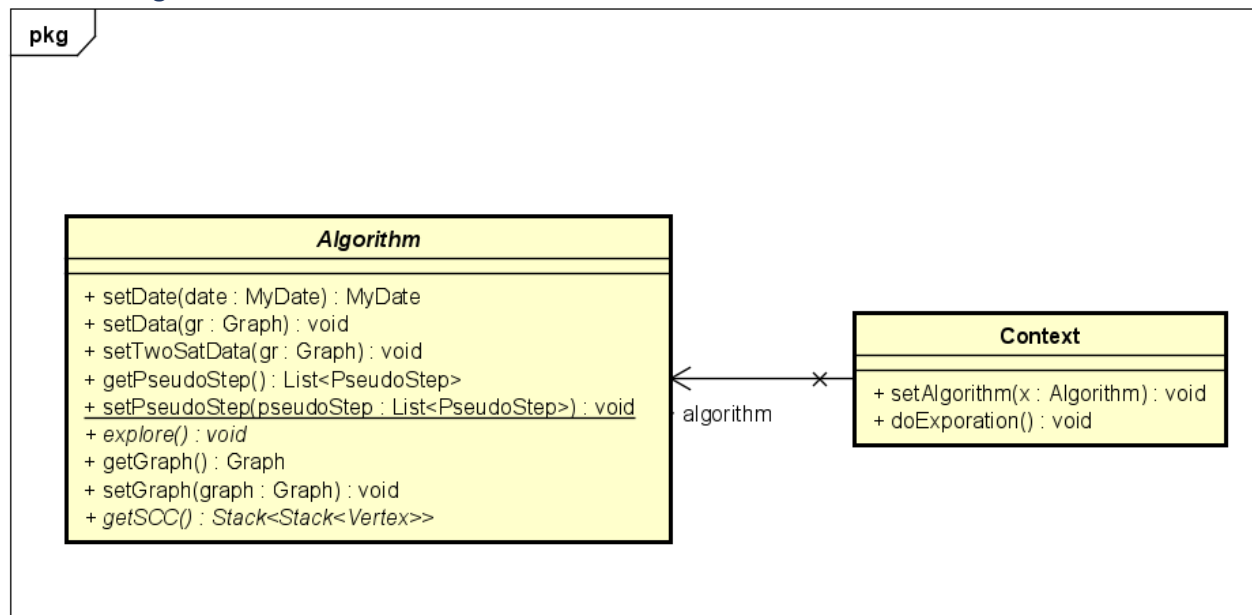 pkg
Algorithm
+ setDate(date : MyDate) : MyDate
+ setData(gr : Graph) : void
+ setTwoSatData(gr : Graph) : void
+ getPseudoStep() : List<PseudoStep>
+ setPseudoStep(pseudoStep : List<PseudoStep>) : void
+ explore() : void
+ getGraph() : Graph
+ setGraph(graph : Graph) : void
+ getSCC() : Stack<Stack<Vertex>>
algorithm
Context
+ setAlgorithm(x : Algorithm) : void
+ doExporation() : void